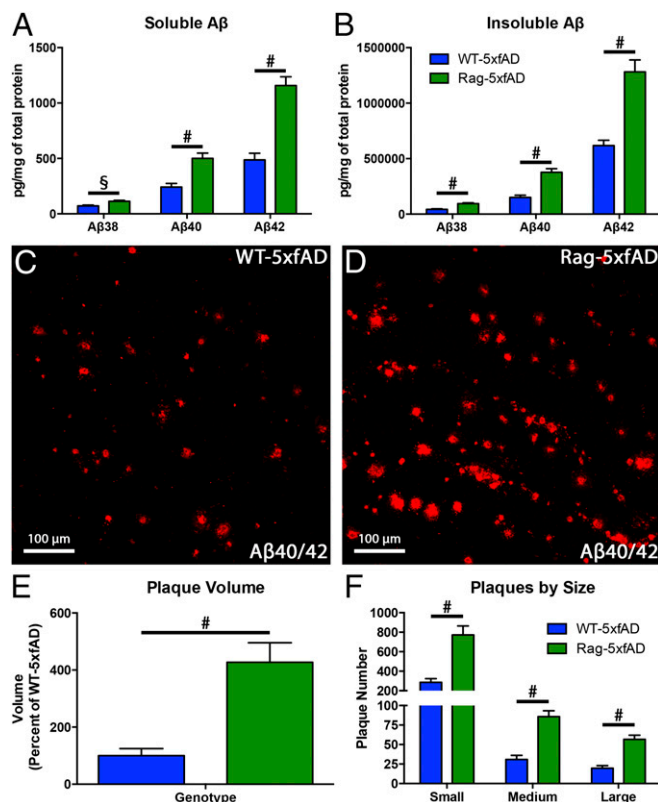 A
Soluble Aβ
pg/mg of total protein
1500
1000
500
0
§
#
#
Aβ38
Aβ40
Aβ42
B
Insoluble Aβ
pg/mg of total protein
1500000
1000000
500000
0
WT-5xfAD
Rag-5xfAD
#
#
#
Aβ38
Aβ40
Aβ42
C
WT-5xfAD
100 µm
Aβ40/42
D
Rag-5xfAD
100 µm
Aβ40/42
E
Plaque Volume
Volume
(Percent of WT-5xfAD)
600
400
200
0
#
Genotype
F
Plaques by Size
Plaque Number
1000
800
600
400
200
100
75
50
25
0
WT-5xfAD
Rag-5xfAD
#
#
#
Small
Medium
Large